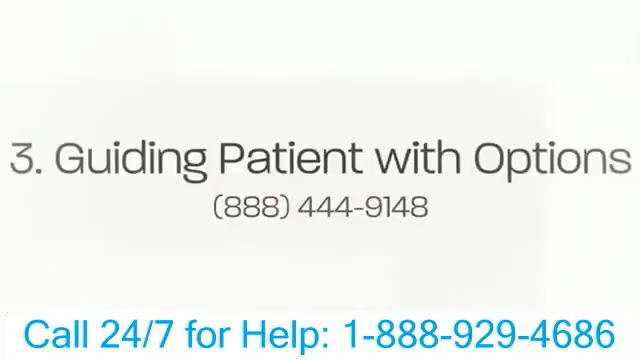 3. Guiding Patient with Options
(888) 444-9148
Call 24/7 for Help: 1-888-929-4686